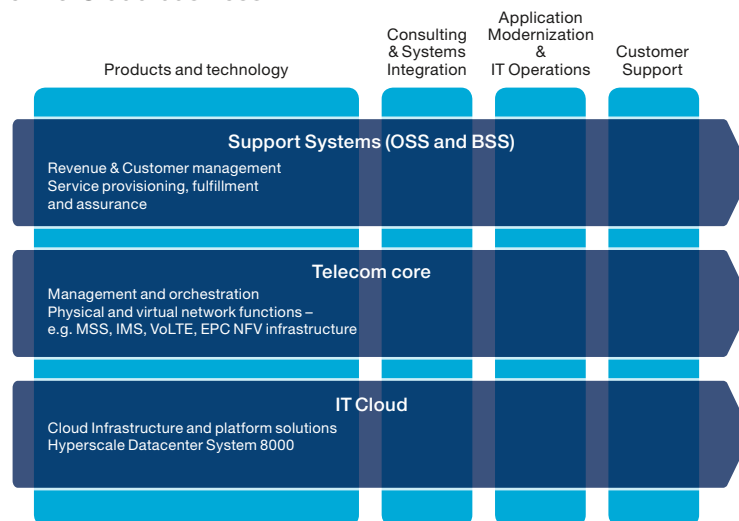 Products and technology
Consulting
& Systems
Integration
Application
Modernization
&
IT Operations
Customer
Support
Support Systems (OSS and BSS)
Revenue & Customer management
Service provisioning, fulfillment
and assurance
Telecom core
Management and orchestration
Physical and virtual network functions –
e.g. MSS, IMS, VoLTE, EPC NFV infrastructure
IT Cloud
Cloud Infrastructure and platform solutions
Hyperscale Datacenter System 8000